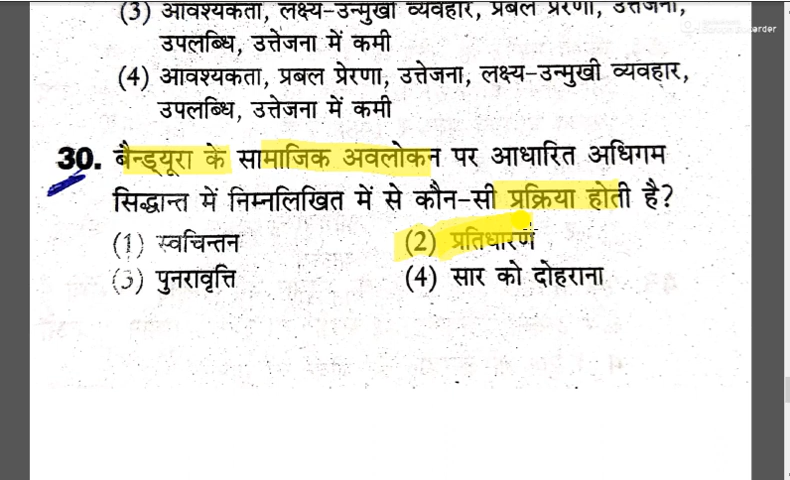 (3) आवश्यकता, लक्ष्य-उन्मुखी व्यवहार, प्रबल प्रेरणा, उत्तेजना,
उपलब्धि, उत्तेजना में कमी
(4) आवश्यकता, प्रबल प्रेरणा, उत्तेजना, लक्ष्य-उन्मुखी व्यवहार,
उपलब्धि, उत्तेजना में कमी
30. बैन्ड्यूरा के सामाजिक अवलोकन पर आधारित अधिगम
सिद्धान्त में निम्नलिखित में से कौन-सी प्रक्रिया होती है?
(1) स्वचिन्तन (2) प्रतिधारण
(3) पुनरावृत्ति (4) सार को दोहराना